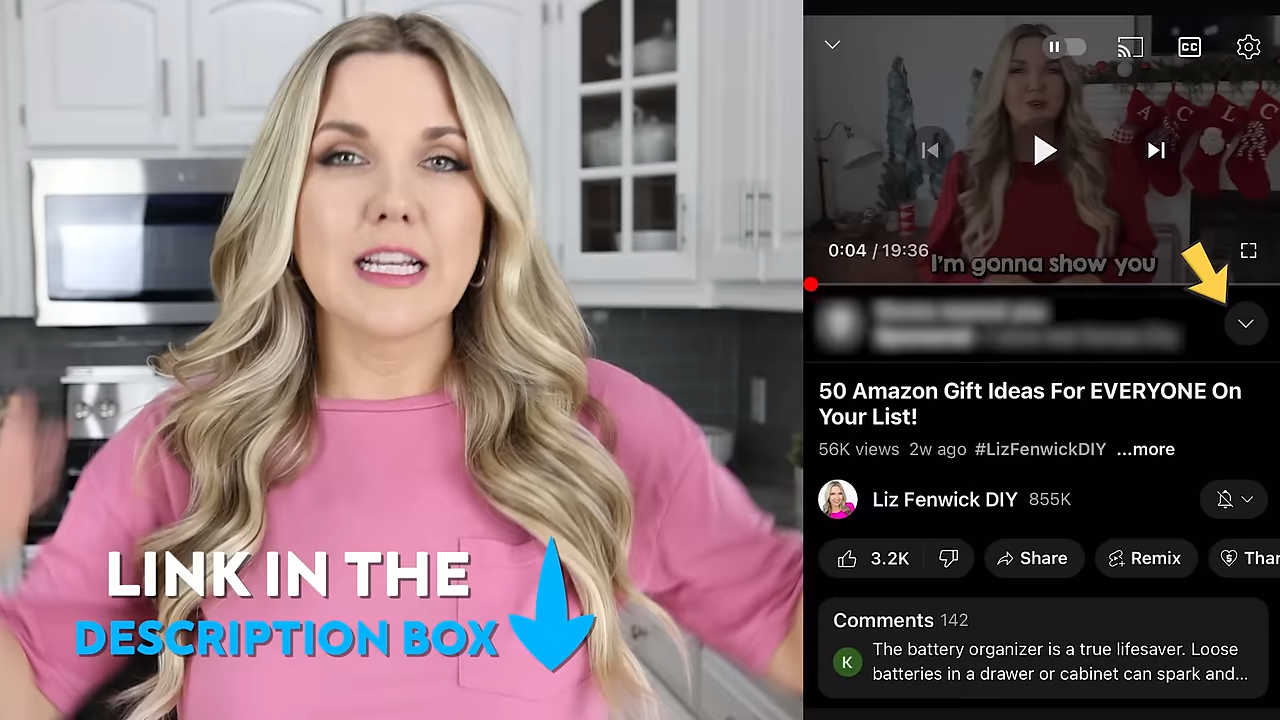 LINK IN THE
DESCRIPTION BOX
CC
A C L C
0:04 / 19:36
I'm gonna show you
50 Amazon Gift Ideas For EVERYONE On
Your List!
56K views 2w ago #LizFenwickDIY ...more
Liz Fenwick DIY 855K
3.2K Share Remix Than
Comments 142
K
The battery organizer is a true lifesaver. Loose
batteries in a drawer or cabinet can spark and...